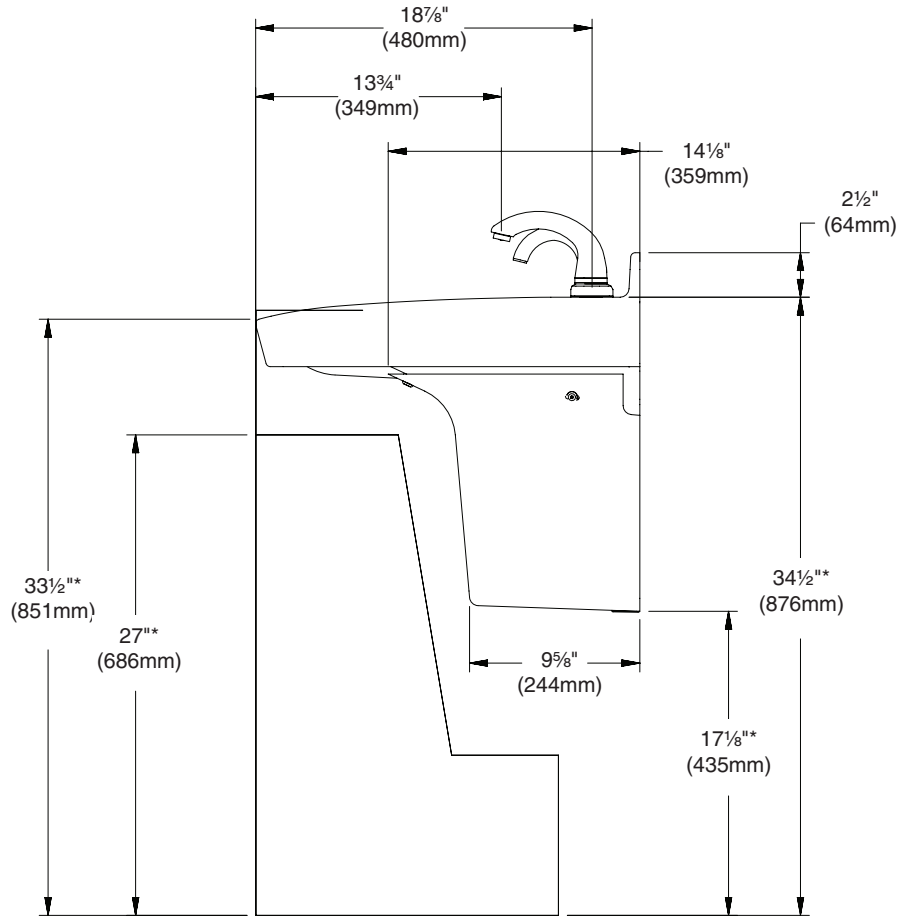 18⅞"
(480mm)
13¾"
(349mm)
14⅛"
(359mm)
2½"
(64mm)
33½"*
(851mm)
27"*
(686mm)
34½"*
(876mm)
9⅝"
(244mm)
17⅛"*
(435mm)